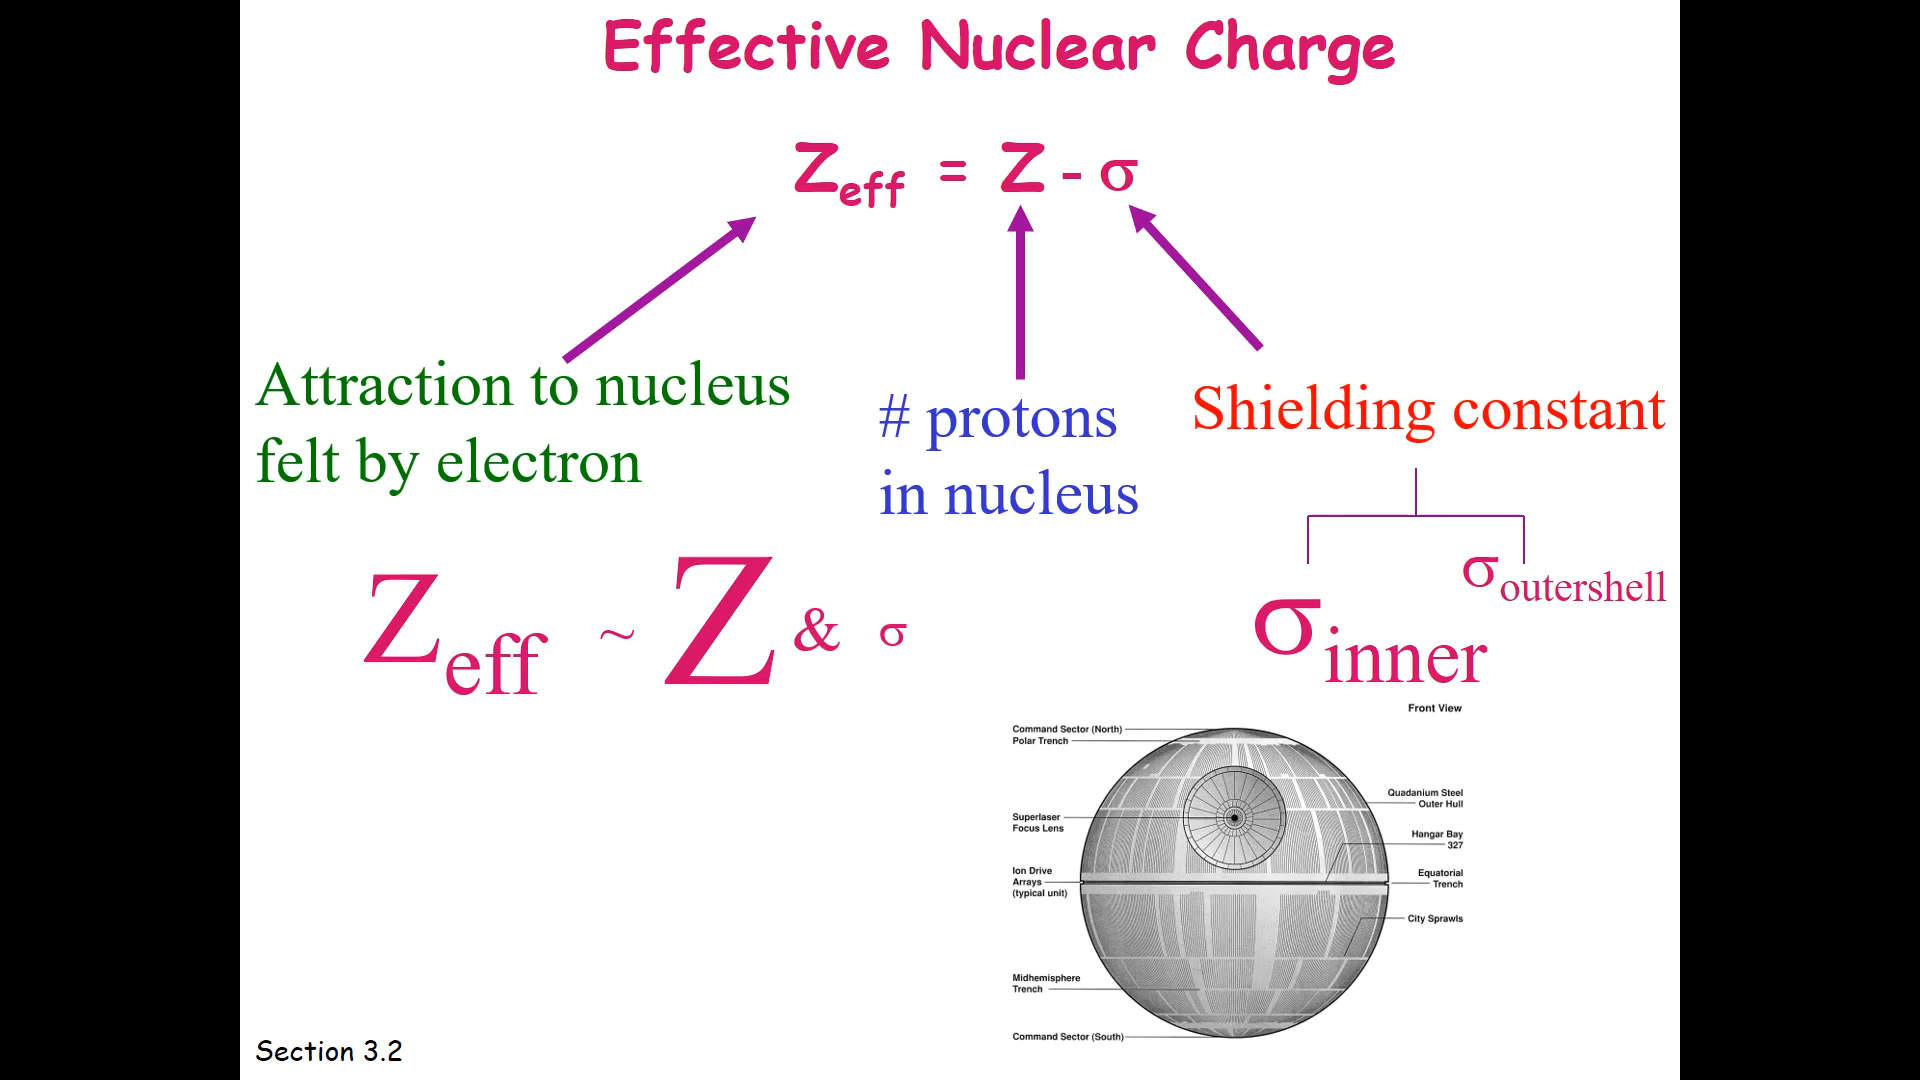 Effective Nuclear Charge
Zeff = Z - σ
Attraction to nucleus
felt by electron
# protons
in nucleus
Shielding constant
Zeff ~ Z & σ
σoutershell
σinner
Front View
Command Sector (North)
Polar Trench
Superlaser
Focus Lens
Ion Drive
Arrays
(typical unit)
Midhemisphere
Trench
Command Sector (South)
Quadanium Steel
Outer Hull
Hangar Bay
327
Equatorial
Trench
City Sprawls
Section 3.2